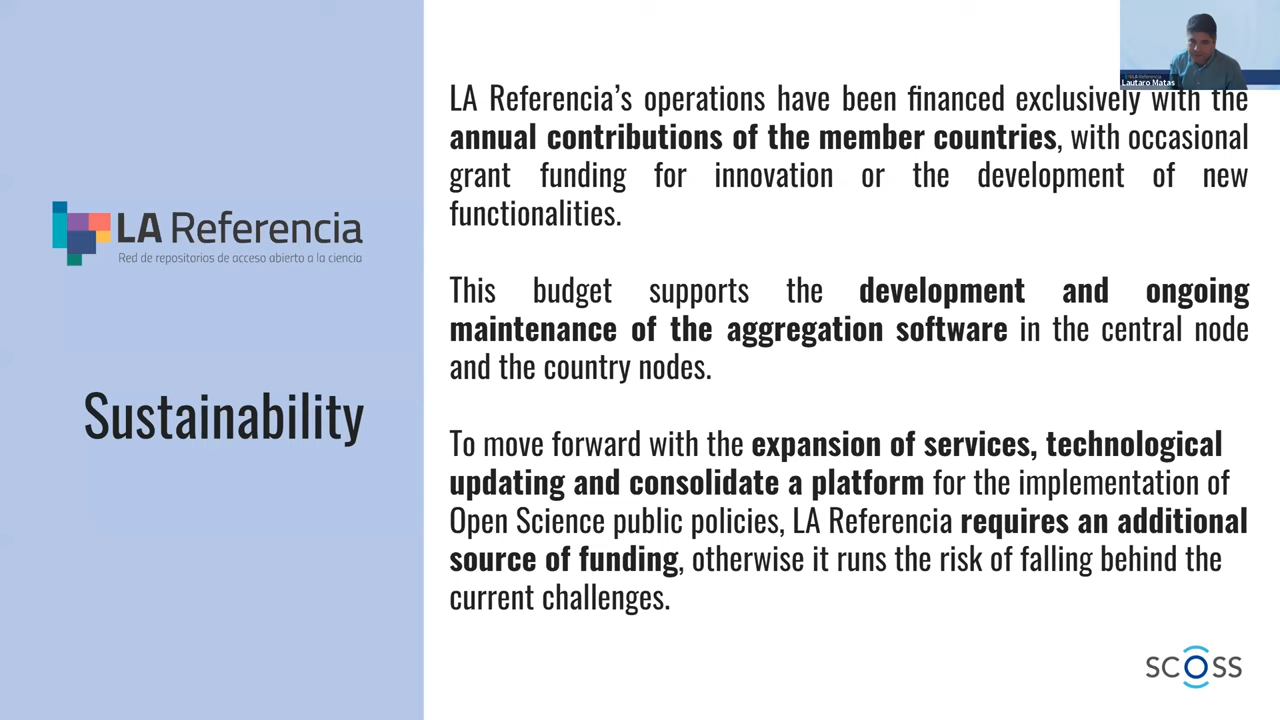 LA Referencia
Red de repositorios de acceso abierto a la ciencia
Sustainability
Lautaro Matas
LA Referencia's operations have been financed exclusively with the
annual contributions of the member countries, with occasional
grant funding for innovation or the development of new
functionalities.
This budget supports the development and ongoing
maintenance of the aggregation software in the central node
and the country nodes.
To move forward with the expansion of services, technological
updating and consolidate a platform for the implementation of
Open Science public policies, LA Referencia requires an additional
source of funding, otherwise it runs the risk of falling behind the
current challenges.
SCOSS